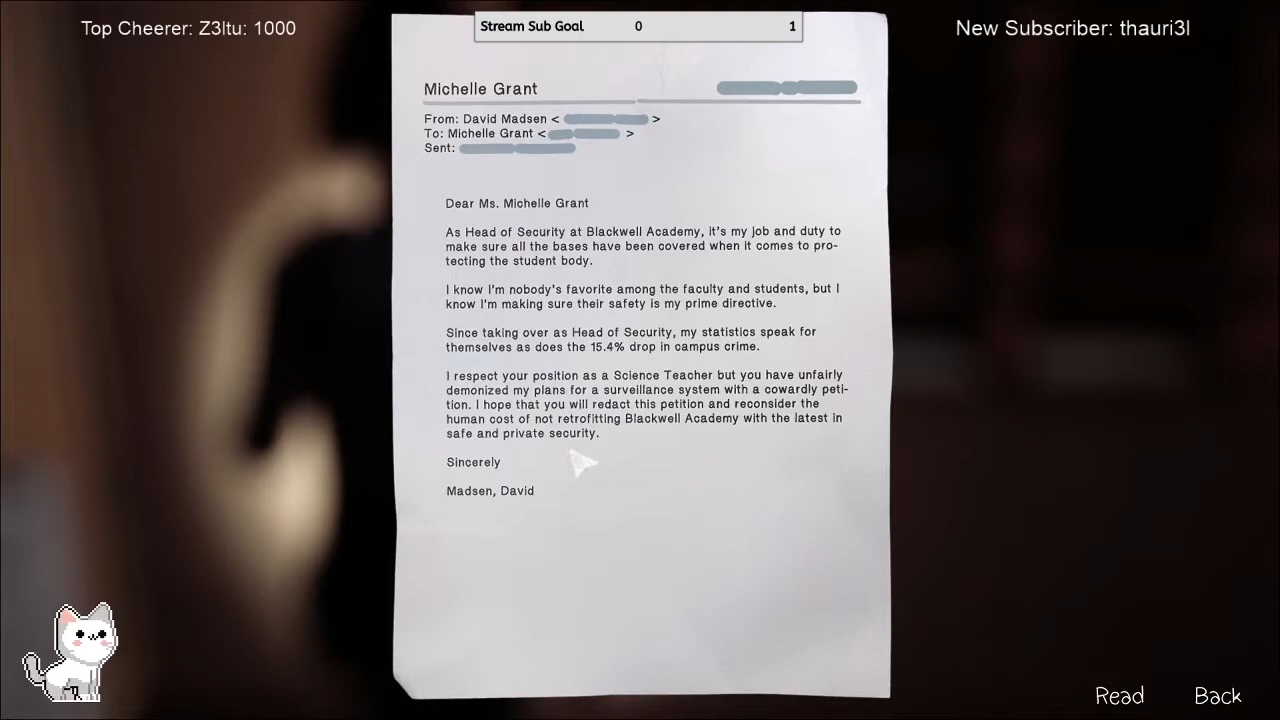 Top Cheerer: Z3ltu: 1000
Stream Sub Goal 0 1
New Subscriber: thauri3l
Michelle Grant
From: David Madsen < >
To: Michelle Grant < >
Sent:
Dear Ms. Michelle Grant
As Head of Security at Blackwell Academy, it's my job and duty to
make sure all the bases have been covered when it comes to pro-
tecting the student body.
I know I'm nobody's favorite among the faculty and students, but I
know I'm making sure their safety is my prime directive.
Since taking over as Head of Security, my statistics speak for
themselves as does the 15.4% drop in campus crime.
I respect your position as a Science Teacher but you have unfairly
demonized my plans for a surveillance system with a cowardly peti-
tion. I hope that you will redact this petition and reconsider the
human cost of not retrofitting Blackwell Academy with the latest in
safe and private security.
Sincerely
Madsen, David
Read Back